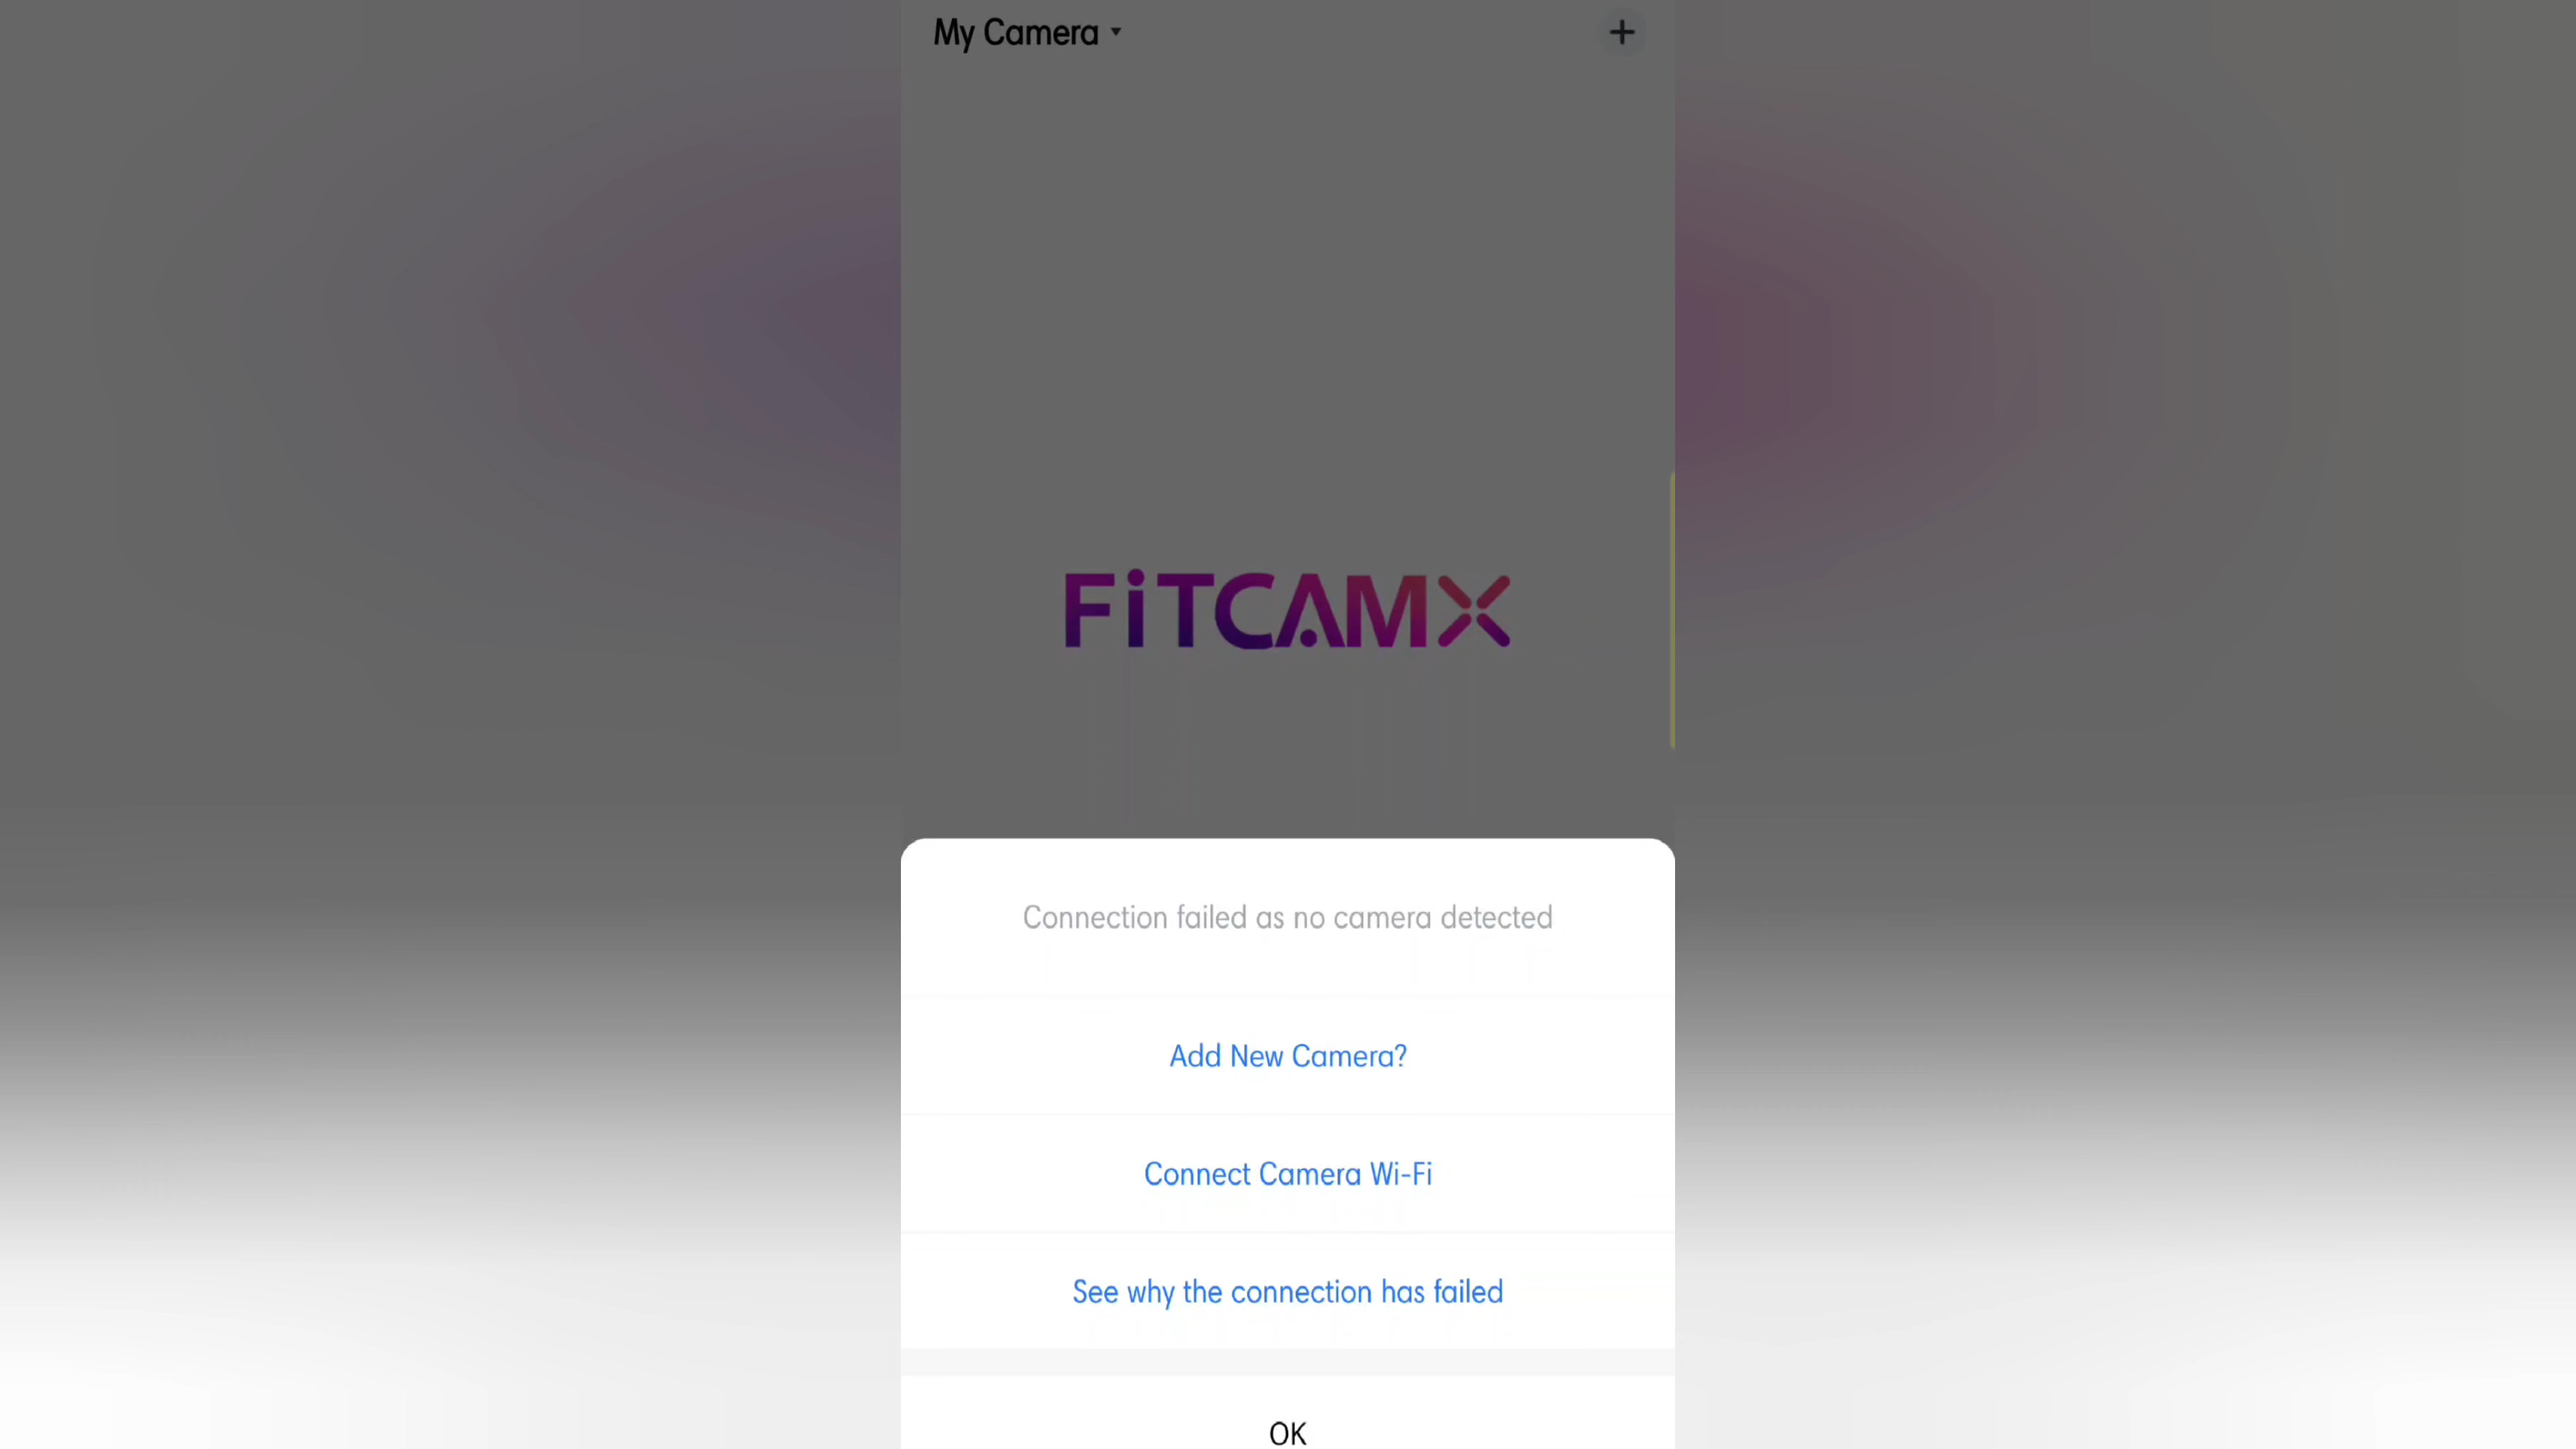 My Camera
FiTCAMX
Connection failed as no camera detected
Add New Camera?
Connect Camera Wi-Fi
See why the connection has failed
OK